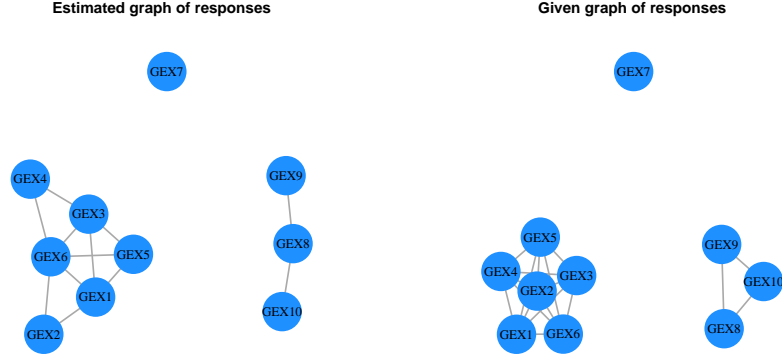 Estimated graph of responses
GEX7
GEX4
GEX9
GEX3
GEX8
GEX6
GEX5
GEX1
GEX10
GEX2
Given graph of responses
GEX7
GEX5
GEX9
GEX4
GEX3
GEX10
GEX2
GEX8
GEX1
GEX6